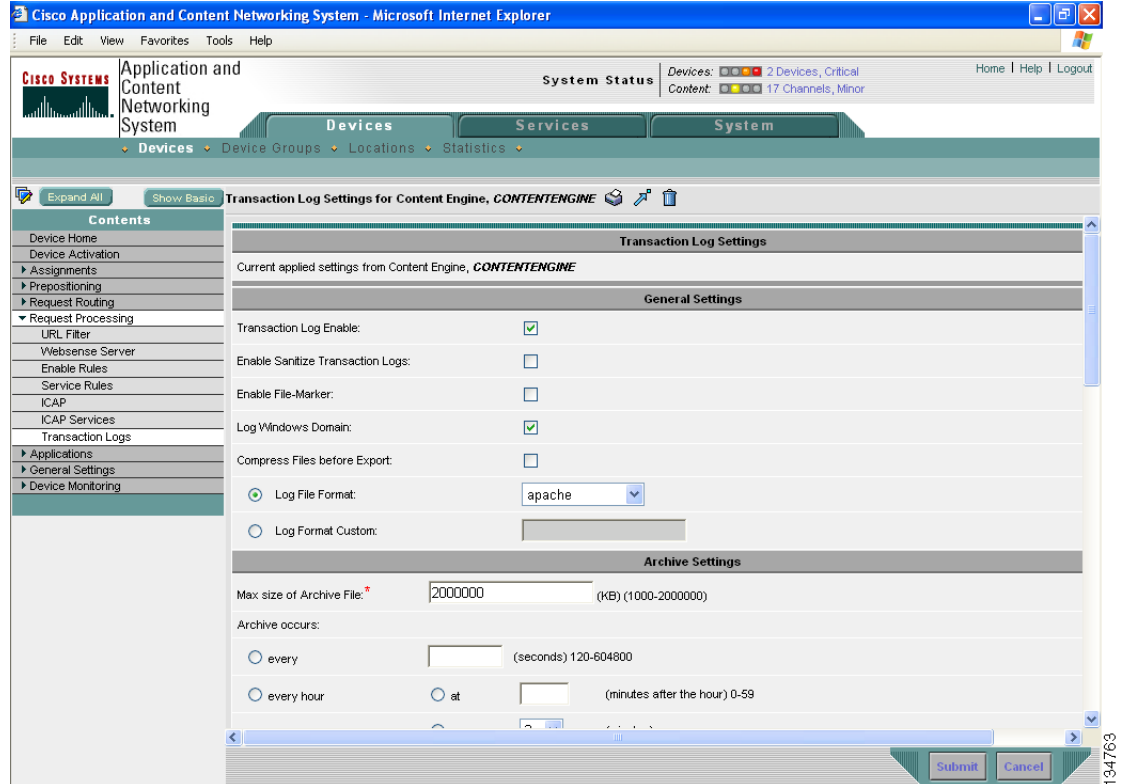 Cisco Application and Content Networking System - Microsoft Internet Explorer
File Edit View Favorites Tools Help
CISCO SYSTEMS
Application and
Content
Networking
System
System Status
Devices: 2 Devices, Critical
Content: 17 Channels, Minor
Home | Help | Logout
Devices Services System
Devices Device Groups Locations Statistics
Expand All Show Basic
Transaction Log Settings for Content Engine, CONTENTENGINE
Contents
Device Home
Device Activation
Assignments
Prepositioning
Request Routing
Request Processing
URL Filter
Websense Server
Enable Rules
Service Rules
ICAP
ICAP Services
Transaction Logs
Applications
General Settings
Device Monitoring
Transaction Log Settings
Current applied settings from Content Engine, CONTENTENGINE
General Settings
Transaction Log Enable:
Enable Sanitize Transaction Logs:
Enable File-Marker:
Log Windows Domain:
Compress Files before Export:
Log File Format: apache
Log Format Custom:
Archive Settings
Max size of Archive File:* 2000000 (KB) (1000-2000000)
Archive occurs:
every (seconds) 120-604800
every hour at (minutes after the hour) 0-59
Submit Cancel
134763